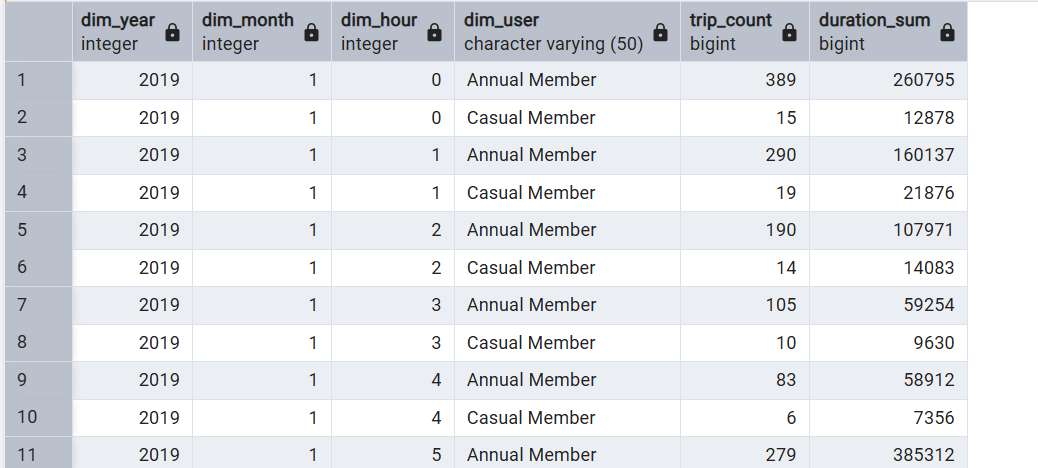 dim_year dim_month dim_hour dim_user trip_count duration_sum
integer integer integer character varying (50) bigint bigint
1 2019 1 0 Annual Member 389 260795
2 2019 1 0 Casual Member 15 12878
3 2019 1 1 Annual Member 290 160137
4 2019 1 1 Casual Member 19 21876
5 2019 1 2 Annual Member 190 107971
6 2019 1 2 Casual Member 14 14083
7 2019 1 3 Annual Member 105 59254
8 2019 1 3 Casual Member 10 9630
9 2019 1 4 Annual Member 83 58912
10 2019 1 4 Casual Member 6 7356
11 2019 1 5 Annual Member 279 385312